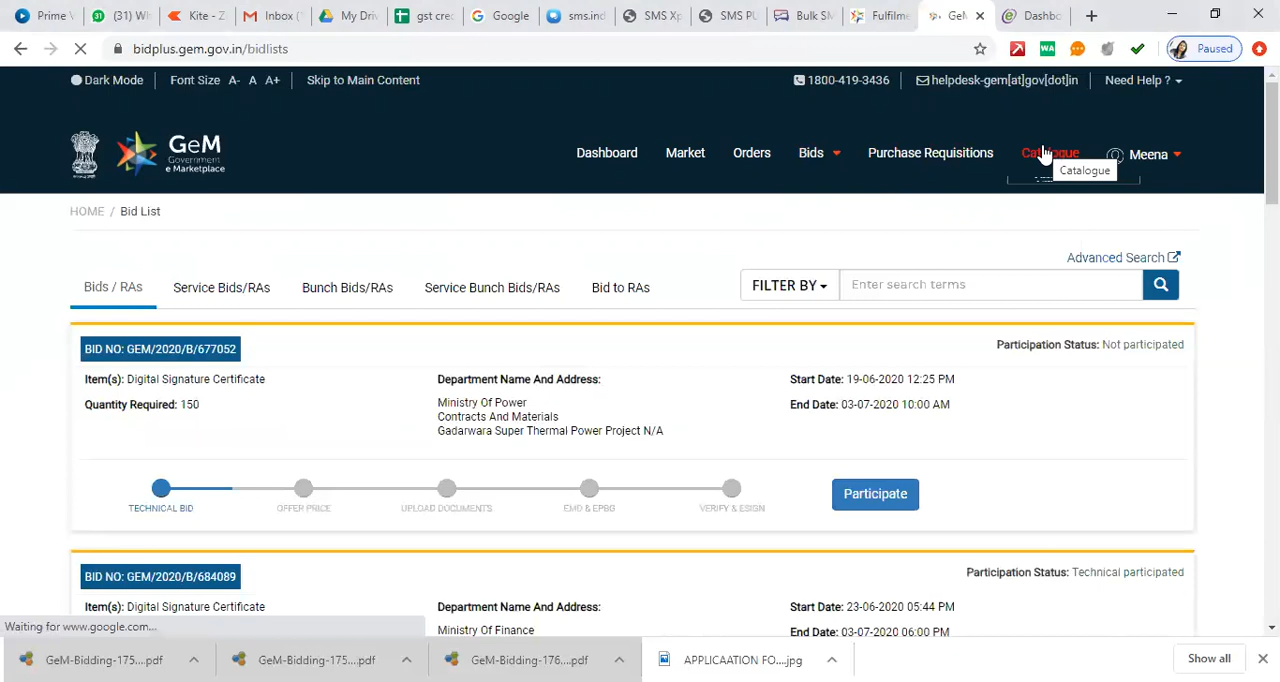 Prime V
(31) Wh
Kite - Z
Inbox (
My Driv
gst cred
Google
sms.ind
SMS Xp
SMS PU
Bulk SM
Fulfilme
GeM
Dashbo
bidplus.gem.gov.in/bidlists
WA
Paused
Dark Mode Font Size A- A A+ Skip to Main Content
1800-419-3436 helpdesk-gem[at]gov[dot]in Need Help ?
GeM
Government
e Marketplace
Dashboard Market Orders Bids Purchase Requisitions Catalogue Meena
Catalogue
HOME / Bid List
Advanced Search
Bids / RAs Service Bids/RAs Bunch Bids/RAs Service Bunch Bids/RAs Bid to RAs
FILTER BY Enter search terms
BID NO: GEM/2020/B/677052
Participation Status: Not participated
Item(s): Digital Signature Certificate
Quantity Required: 150
Department Name And Address:
Ministry Of Power
Contracts And Materials
Gadarwara Super Thermal Power Project N/A
Start Date: 19-06-2020 12:25 PM
End Date: 03-07-2020 10:00 AM
TECHNICAL BID OFFER PRICE UPLOAD DOCUMENTS EMD & EPBG VERIFY & ESIGN
Participate
BID NO: GEM/2020/B/684089
Participation Status: Technical participated
Item(s): Digital Signature Certificate
Department Name And Address:
Ministry Of Finance
Start Date: 23-06-2020 05:44 PM
End Date: 03-07-2020 06:00 PM
Waiting for www.google.com...
GeM-Bidding-175....pdf
GeM-Bidding-175....pdf
GeM-Bidding-176....pdf
APPLICAATION FO....jpg
Show all